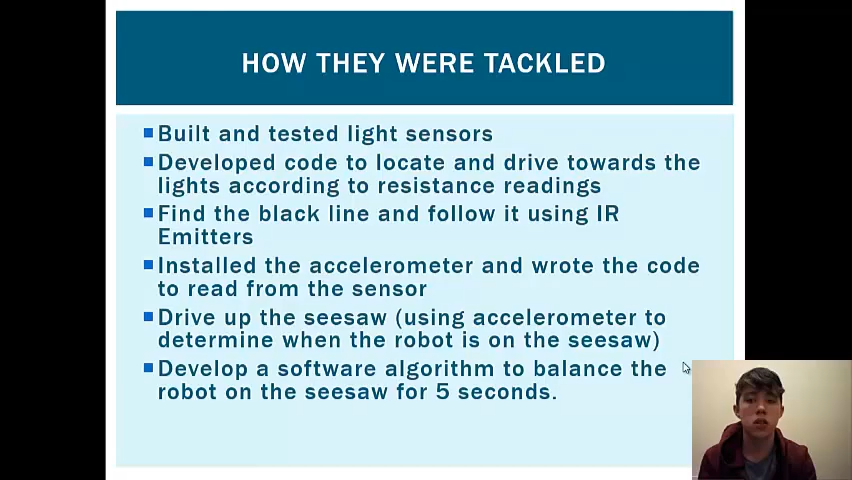 HOW THEY WERE TACKLED
Built and tested light sensors
Developed code to locate and drive towards the
lights according to resistance readings
Find the black line and follow it using IR
Emitters
Installed the accelerometer and wrote the code
to read from the sensor
Drive up the seesaw (using accelerometer to
determine when the robot is on the seesaw)
Develop a software algorithm to balance the
robot on the seesaw for 5 seconds.